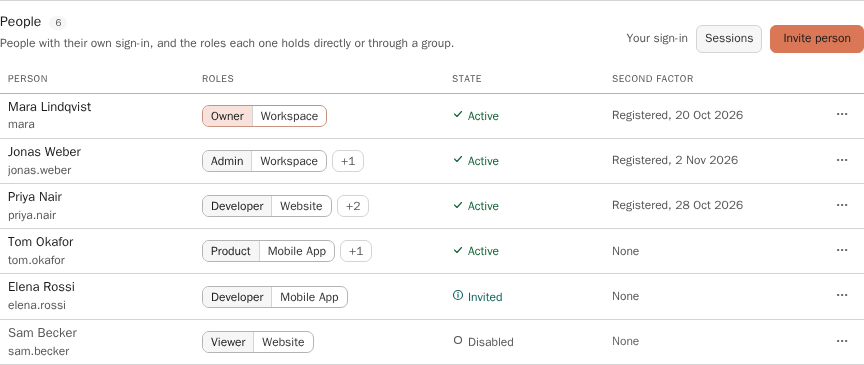 People 6
People with their own sign-in, and the roles each one holds directly or through a group.
Your sign-in Sessions Invite person
PERSON ROLES STATE SECOND FACTOR
Mara Lindqvist
mara
Owner Workspace
Active
Registered, 20 Oct 2026
Jonas Weber
jonas.weber
Admin Workspace +1
Active
Registered, 2 Nov 2026
Priya Nair
priya.nair
Developer Website +2
Active
Registered, 28 Oct 2026
Tom Okafor
tom.okafor
Product Mobile App +1
Active
None
Elena Rossi
elena.rossi
Developer Mobile App
Invited
None
Sam Becker
sam.becker
Viewer Website
Disabled
None